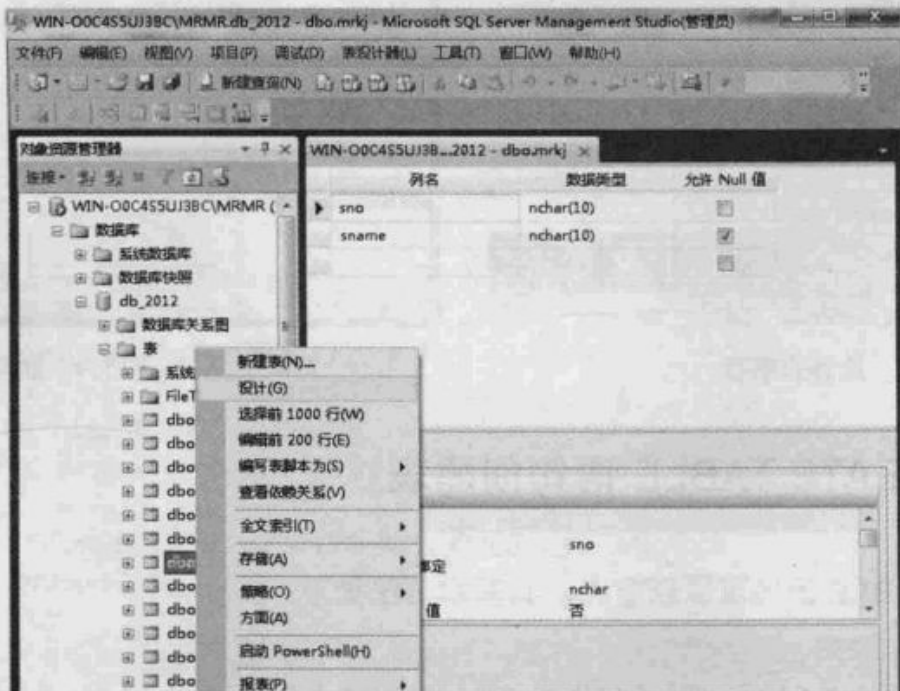 WIN-O0C4S5UJ3BC\MRMR.db_2012 - dbo.mrkj - Microsoft SQL Server Management Studio(管理员)
文件(F) 编辑(E) 视图(V) 项目(P) 调试(D) 表设计器(L) 工具(T) 窗口(W) 帮助(H)
新建查询(N)
对象资源管理器
WIN-O0C4S5UJ3B...2012 - dbo.mrkj
连接
列名 数据类型 允许 Null 值
WIN-O0C4S5UJ3BC\MRMR (
sno nchar(10)
数据库
sname nchar(10)
系统数据库
数据库快照
db_2012
数据库关系图
表
新建表(N)...
系统
设计(G)
FileT
选择前 1000 行(W)
dbo
编辑前 200 行(E)
dbo
编写表脚本为(S)
dbo
查看依赖关系(V)
dbo
dbo
全文索引(T)
dbo
sno
存储(A)
绑定
dbo
策略(O)
nchar
dbo
方面(A)
值 否
dbo
dbo
启动 PowerShell(H)
dbo
报表(P)